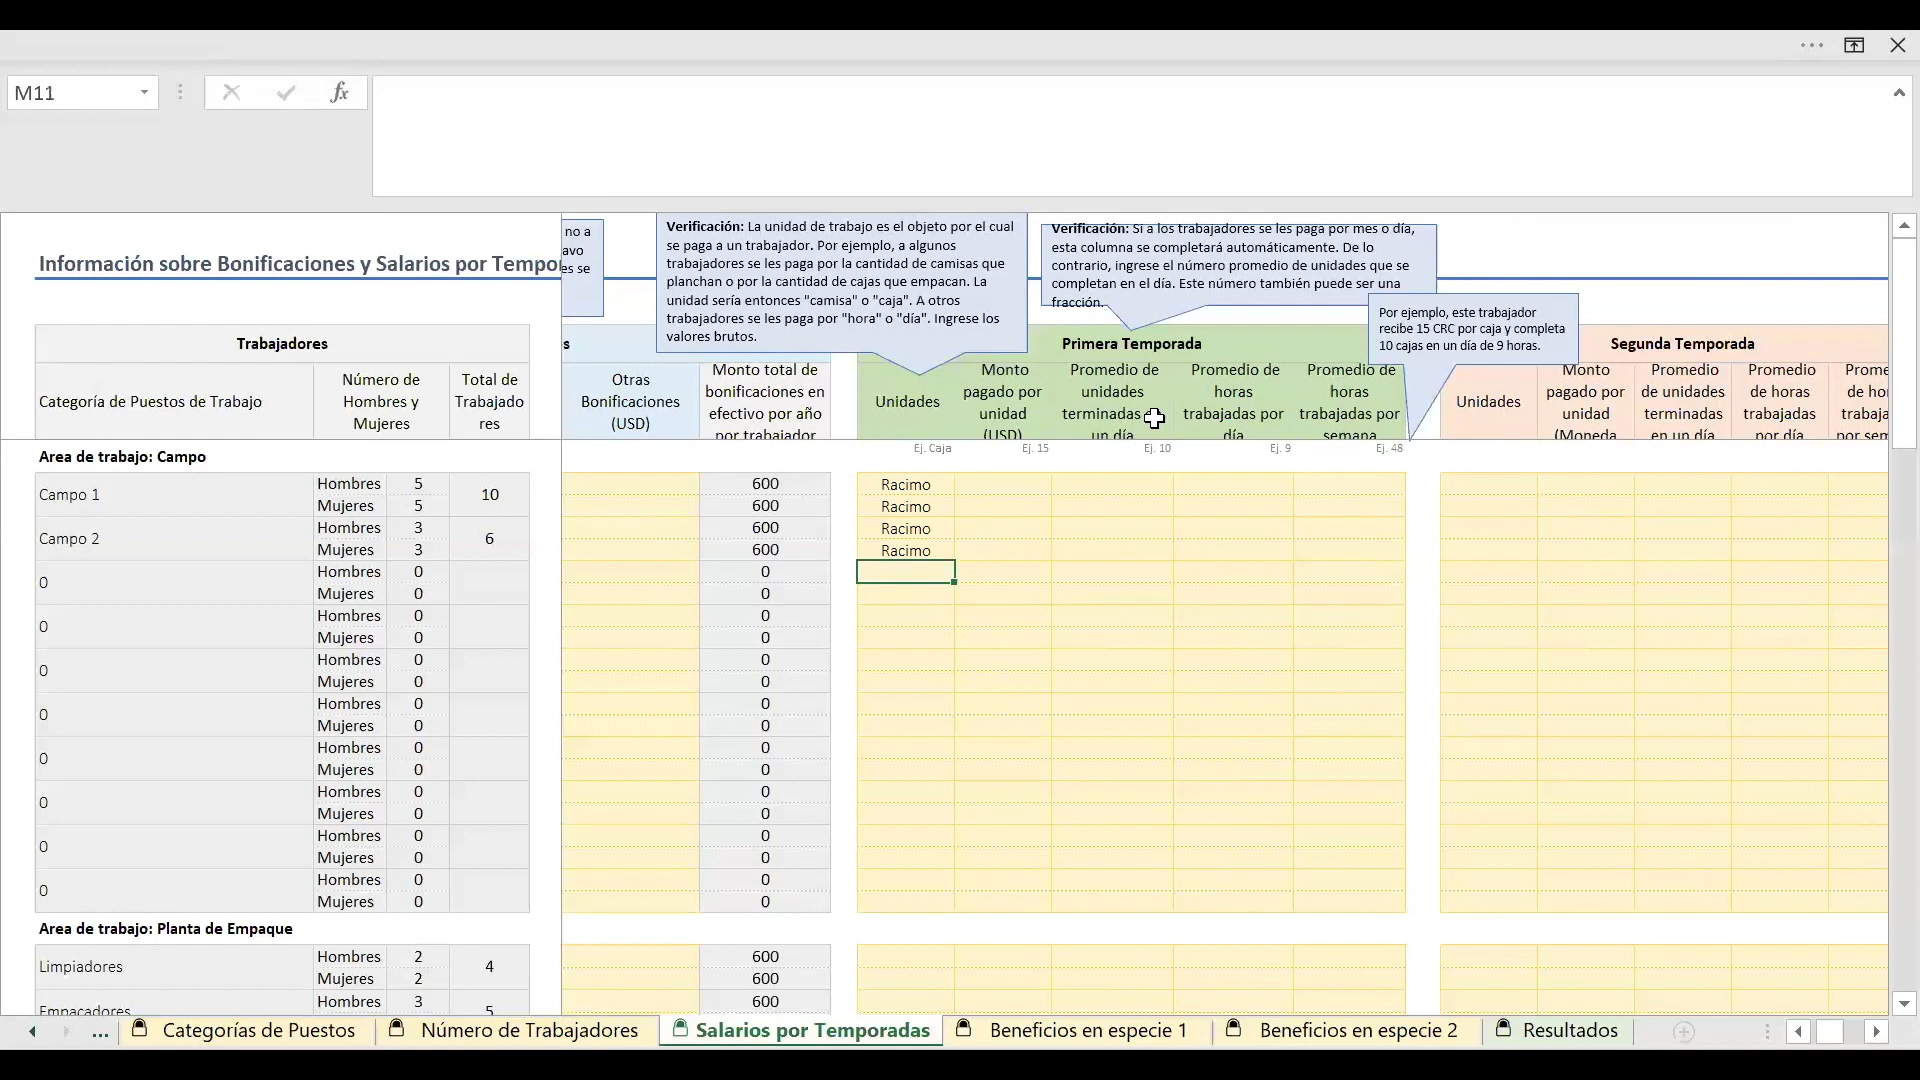 M11
fx
no a
avo
es se
Verificación: La unidad de trabajo es el objeto por el cual
se paga a un trabajador. Por ejemplo, a algunos
trabajadores se les paga por la cantidad de camisas que
planchan o por la cantidad de cajas que empacan. La
unidad sería entonces "camisa" o "caja". A otros
trabajadores se les paga por "hora" o "día". Ingrese los
valores brutos.
Verificación: Si a los trabajadores se les paga por mes o día,
esta columna se completará automáticamente. De lo
contrario, ingrese el número promedio de unidades que se
completan en el día. Este número también puede ser una
fracción.
Por ejemplo, este trabajador
recibe 15 CRC por caja y completa
10 cajas en un día de 9 horas.
Información sobre Bonificaciones y Salarios por Tempo
Trabajadores
s
Primera Temporada
Segunda Temporada
Categoría de Puestos de Trabajo
Número de
Hombres y
Mujeres
Total de
Trabajado
res
Otras
Bonificaciones
(USD)
Monto total de
bonificaciones en
efectivo por año
por trabajador
Unidades
Monto
pagado por
unidad
(USD)
Promedio de
unidades
terminadas
un día
Promedio de
horas
trabajadas por
día
Promedio de
horas
trabajadas por
semana
Unidades
Monto
pagado por
unidad
(Moneda
Promedio
de unidades
terminadas
en un día
Promedio
de horas
trabajadas
por día
Prome
de ho
trabaja
por sem
Area de trabajo: Campo
Ej. Caja Ej. 15 Ej. 10 Ej. 9 Ej. 48
Campo 1 Hombres 5 10 600 Racimo
Mujeres 5 600 Racimo
Campo 2 Hombres 3 6 600 Racimo
Mujeres 3 600 Racimo
0 Hombres 0 0
Mujeres 0 0
0 Hombres 0 0
Mujeres 0 0
0 Hombres 0 0
Mujeres 0 0
0 Hombres 0 0
Mujeres 0 0
0 Hombres 0 0
Mujeres 0 0
0 Hombres 0 0
Mujeres 0 0
0 Hombres 0 0
Mujeres 0 0
0 Hombres 0 0
Mujeres 0 0
Area de trabajo: Planta de Empaque
Limpiadores Hombres 2 4 600
Mujeres 2 600
Empacadores Hombres 3 5 600
... Categorías de Puestos Número de Trabajadores Salarios por Temporadas Beneficios en especie 1 Beneficios en especie 2 Resultados